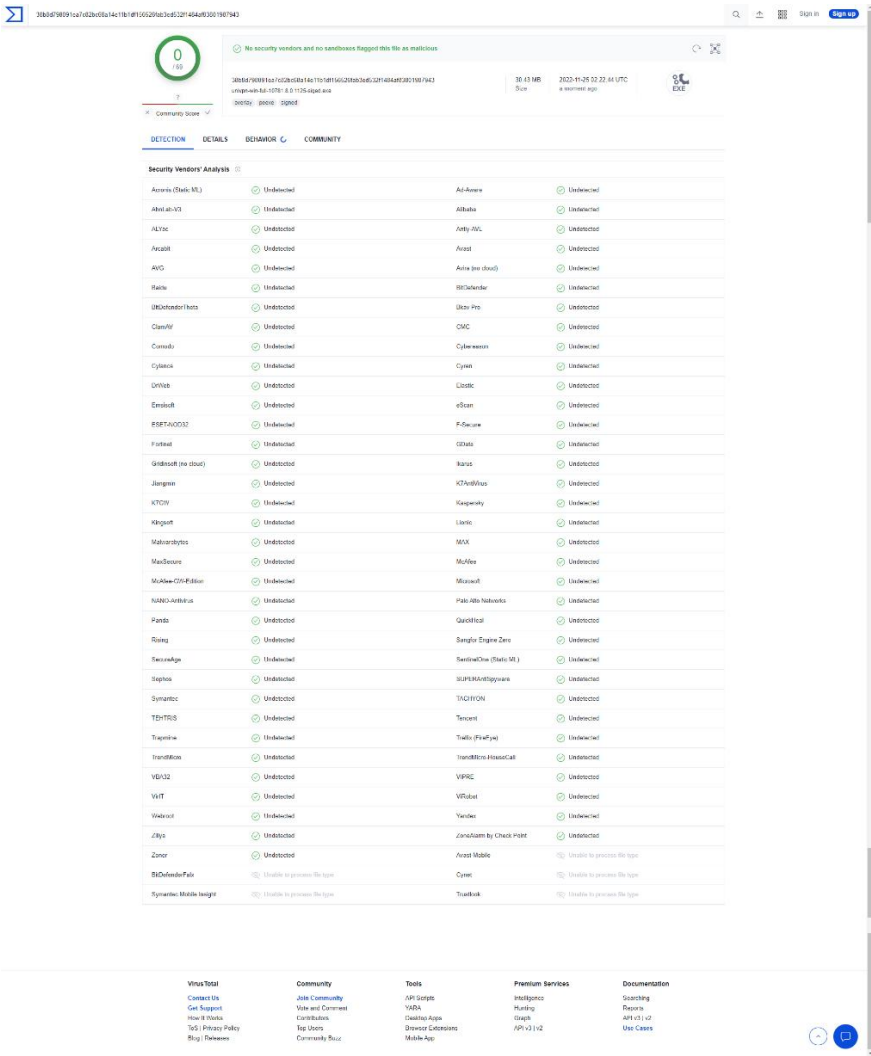 Sign in Sign up
0
No security vendors and no sandboxes flagged this file as malicious
30.43 MB
Size
2022-11-25 02:22:44 UTC
a moment ago
EXE
overlay peexe signed
?
Community Score
DETECTION DETAILS BEHAVIOR COMMUNITY
Security Vendors' Analysis
Acronis (Static ML) Undetected Ad-Aware Undetected
AhnLab-V3 Undetected Alibaba Undetected
ALYac Undetected Antiy-AVL Undetected
Arcabit Undetected Avast Undetected
AVG Undetected Avira (no cloud) Undetected
Baidu Undetected BitDefender Undetected
BitDefenderTheta Undetected Bkav Pro Undetected
ClamAV Undetected CMC Undetected
Comodo Undetected Cybereason Undetected
Cylance Undetected Cyren Undetected
DrWeb Undetected Elastic Undetected
Emsisoft Undetected eScan Undetected
ESET-NOD32 Undetected F-Secure Undetected
Fortinet Undetected GData Undetected
Gridinsoft (no cloud) Undetected Ikarus Undetected
Jiangmin Undetected K7AntiVirus Undetected
K7GW Undetected Kaspersky Undetected
Kingsoft Undetected Lionic Undetected
Malwarebytes Undetected MAX Undetected
MaxSecure Undetected McAfee Undetected
McAfee-GW-Edition Undetected Microsoft Undetected
NANO-Antivirus Undetected Palo Alto Networks Undetected
Panda Undetected QuickHeal Undetected
Rising Undetected Sangfor Engine Zero Undetected
SecureAge Undetected SentinelOne (Static ML) Undetected
Sophos Undetected SUPERAntiSpyware Undetected
Symantec Undetected TACHYON Undetected
TEHTRIS Undetected Tencent Undetected
Trapmine Undetected Trellix (FireEye) Undetected
TrendMicro Undetected TrendMicro-HouseCall Undetected
VBA32 Undetected VIPRE Undetected
VirIT Undetected ViRobot Undetected
Webroot Undetected Yandex Undetected
Zillya Undetected ZoneAlarm by Check Point Undetected
Zoner Undetected Avast-Mobile Unable to process file type
BitDefenderFalx Unable to process file type Cynet Unable to process file type
Symantec Mobile Insight Unable to process file type Trustlook Unable to process file type
VirusTotal Community Tools Premium Services Documentation
Contact Us Join Community API Scripts Intelligence Searching
Get Support Vote and Comment YARA Hunting Reports
How It Works Contributors Desktop Apps Graph API v3 | v2
ToS | Privacy Policy Top Users Browser Extensions API v3 | v2 Use Cases
Blog | Releases Community Buzz Mobile App